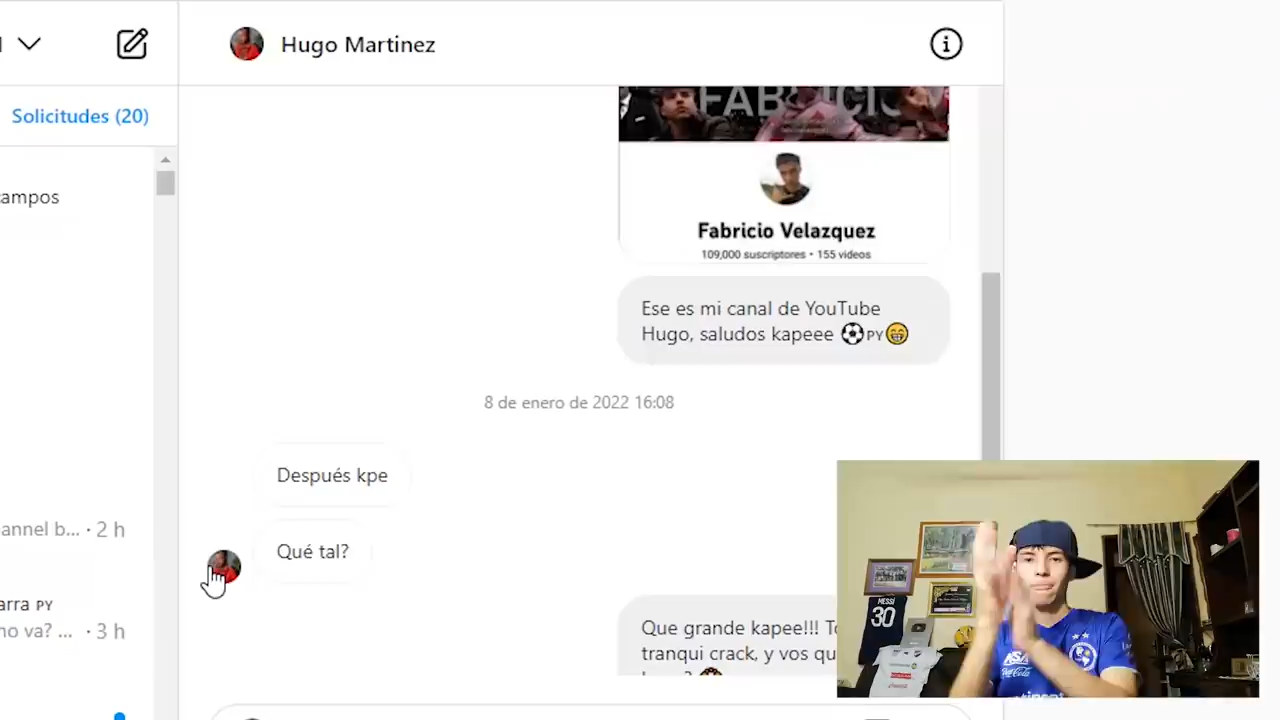 Hugo Martinez
Solicitudes (20)
ampos
FABRICIO
Fabricio Velazquez
109,000 suscriptores • 155 videos
Ese es mi canal de YouTube
Hugo, saludos kapeee ⚽PY😁
8 de enero de 2022 16:08
Después kpe
Qué tal?
annel b... · 2 h
arra PY
no va? ... · 3 h
Que grande kapee!!!
tranqui crack, y vos
MESSI
30